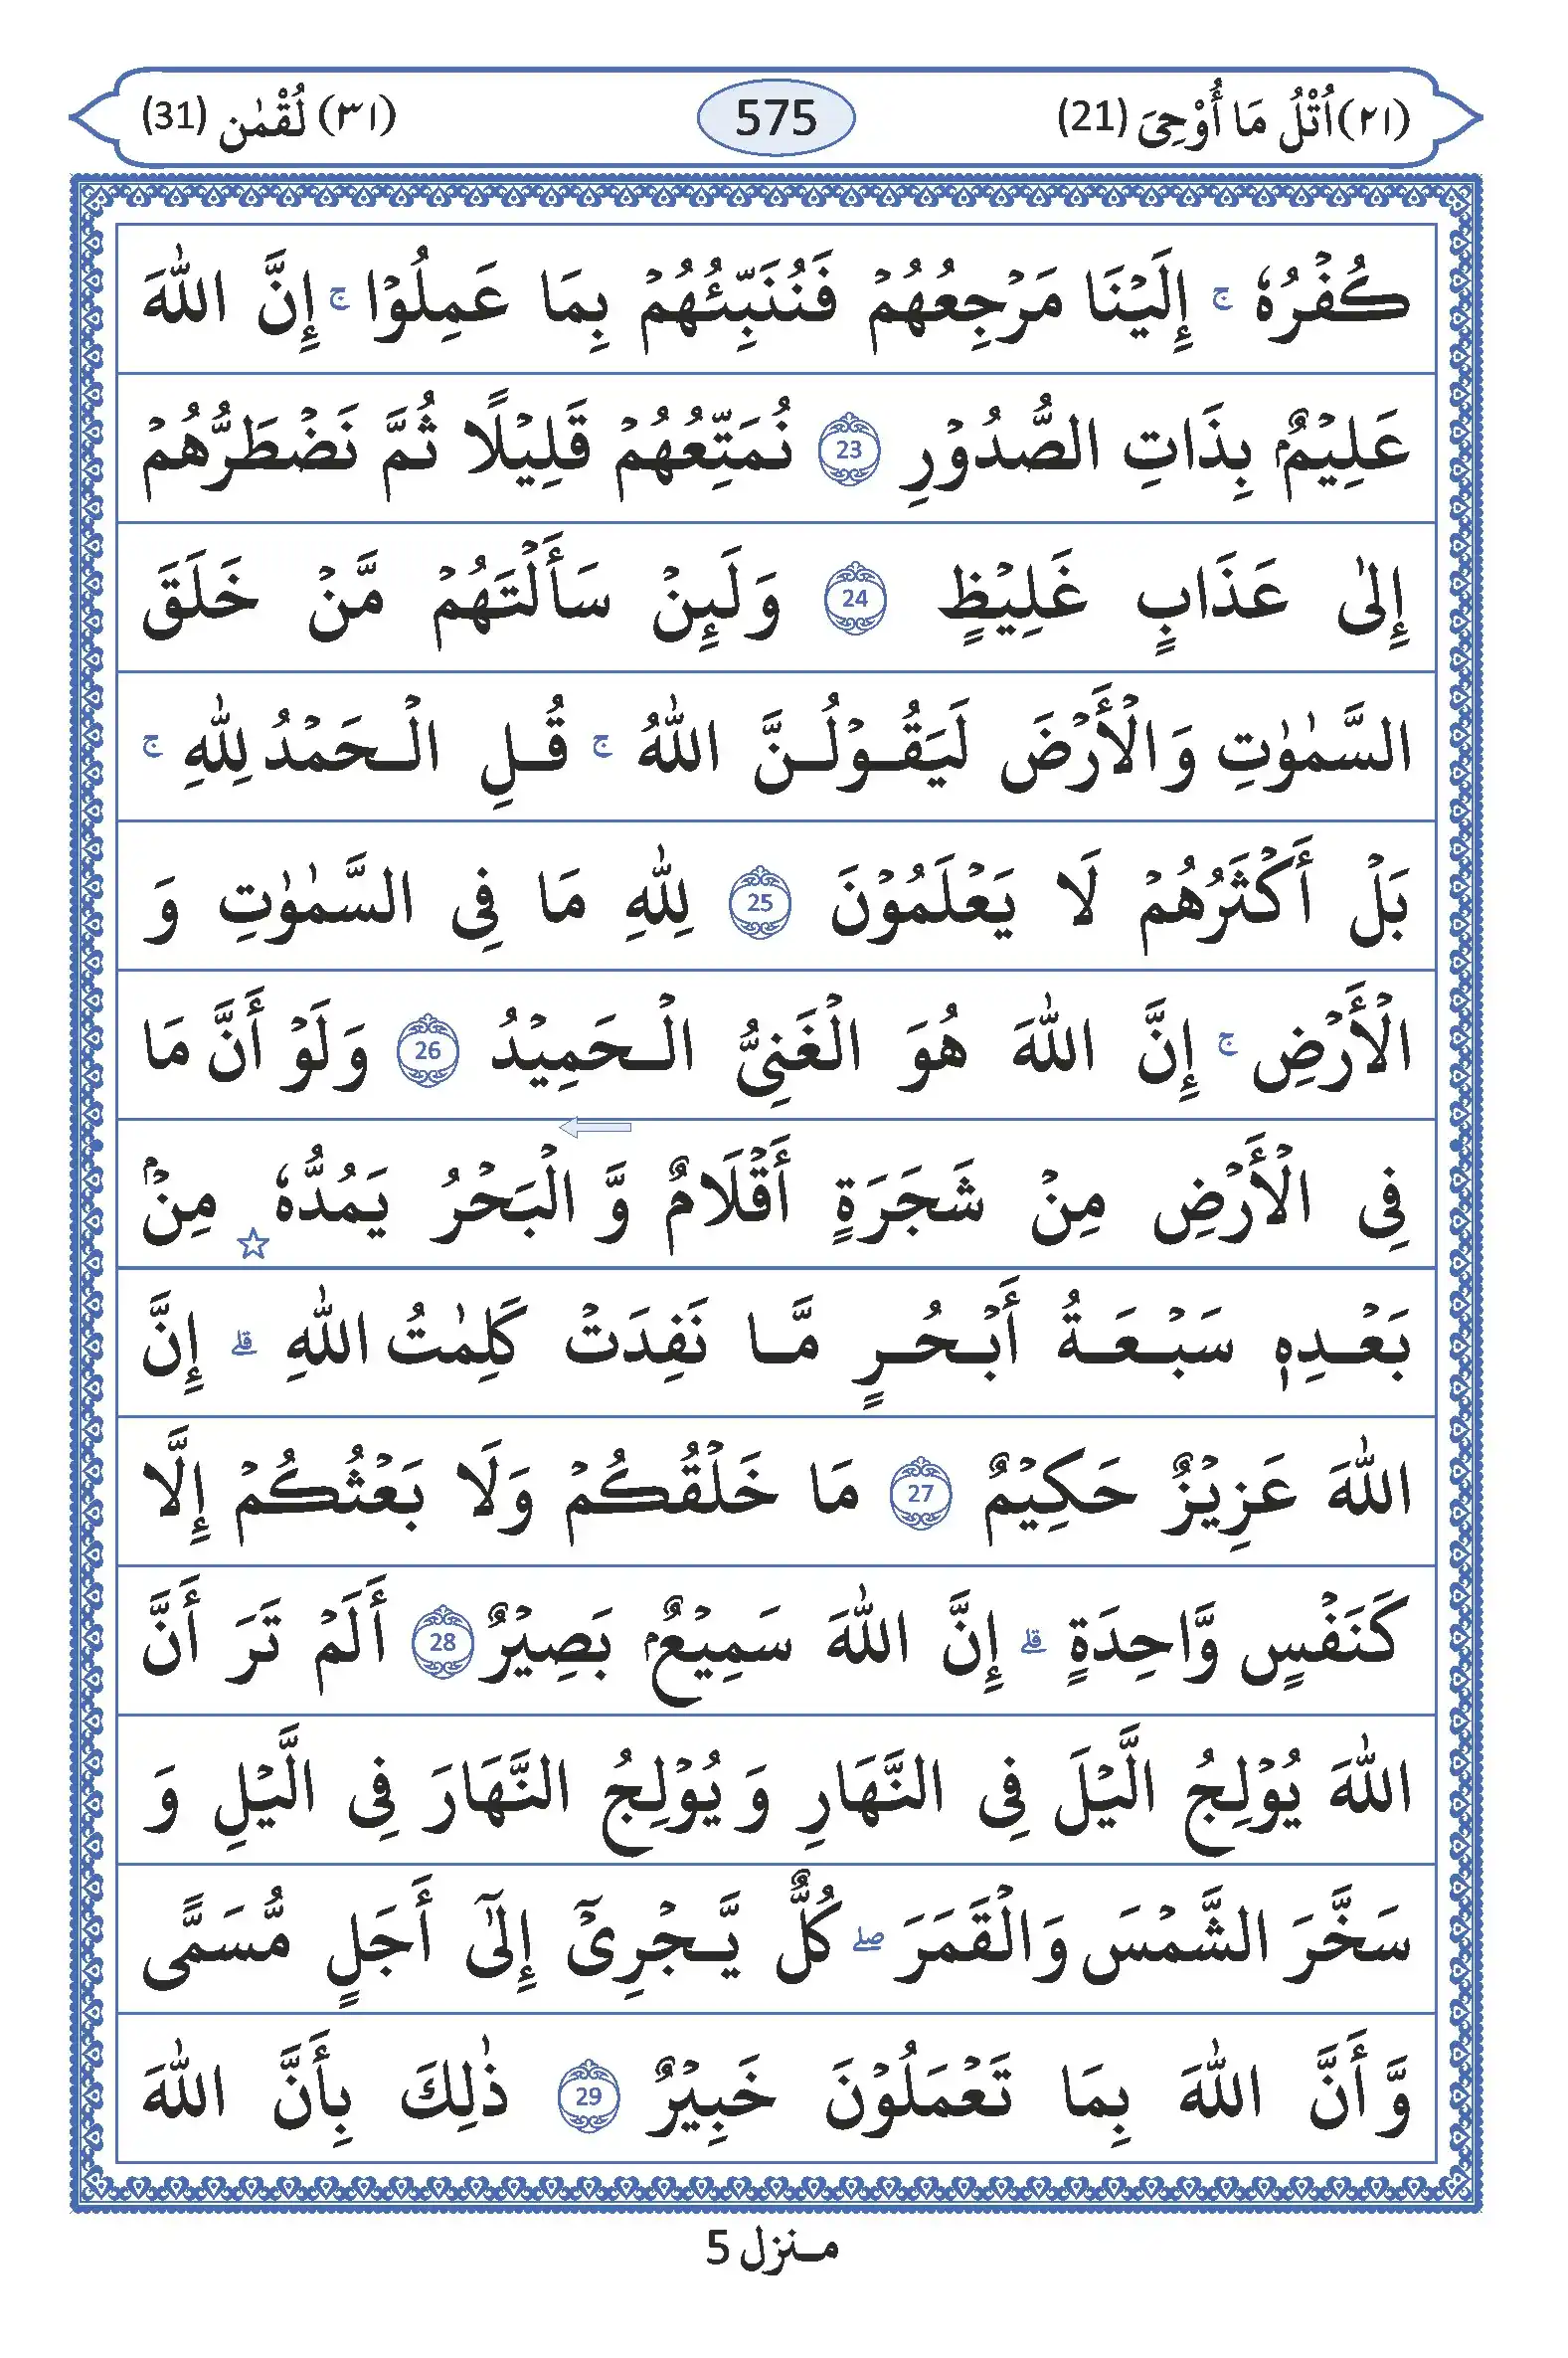 (٢١) اُتْلُ مَا أُوْحِیَ (21) 575 (٣١) لُقْمٰن (31)
كُفْرُهٗ ۚ إِلَيْنَا مَرْجِعُهُمْ فَنُنَبِّئُهُمْ بِمَا عَمِلُوْا ۚ إِنَّ اللّٰهَ
عَلِيْمٌۢ بِذَاتِ الصُّدُوْرِ 23 نُمَتِّعُهُمْ قَلِيْلًا ثُمَّ نَضْطَرُّهُمْ
إِلٰى عَذَابٍ غَلِيْظٍ 24 وَلَئِنْ سَأَلْتَهُمْ مَّنْ خَلَقَ
السَّمٰوٰتِ وَالْأَرْضَ لَيَقُوْلُنَّ اللّٰهُ ۚ قُلِ الْحَمْدُ لِلّٰهِ ۚ
بَلْ أَكْثَرُهُمْ لَا يَعْلَمُوْنَ 25 لِلّٰهِ مَا فِی السَّمٰوٰتِ وَ
الْأَرْضِ ۚ إِنَّ اللّٰهَ هُوَ الْغَنِیُّ الْحَمِيْدُ 26 وَلَوْ أَنَّ مَا
فِی الْأَرْضِ مِنْ شَجَرَةٍ أَقْلَامٌ وَّالْبَحْرُ يَمُدُّهٗ ☆ مِنْۢ
بَعْدِهٖ سَبْعَةُ أَبْحُرٍ مَّا نَفِدَتْ كَلِمٰتُ اللّٰهِ ۗ إِنَّ
اللّٰهَ عَزِيْزٌ حَكِيْمٌ 27 مَا خَلْقُكُمْ وَلَا بَعْثُكُمْ إِلَّا
كَنَفْسٍ وَّاحِدَةٍ ۗ إِنَّ اللّٰهَ سَمِيْعٌۢ بَصِيْرٌ 28 أَلَمْ تَرَ أَنَّ
اللّٰهَ يُوْلِجُ الَّيْلَ فِی النَّهَارِ وَيُوْلِجُ النَّهَارَ فِی الَّيْلِ وَ
سَخَّرَ الشَّمْسَ وَالْقَمَرَ ۖ كُلٌّ يَّجْرِیْٓ إِلٰٓى أَجَلٍ مُّسَمًّى
وَّأَنَّ اللّٰهَ بِمَا تَعْمَلُوْنَ خَبِيْرٌ 29 ذٰلِكَ بِأَنَّ اللّٰهَ
منزل 5